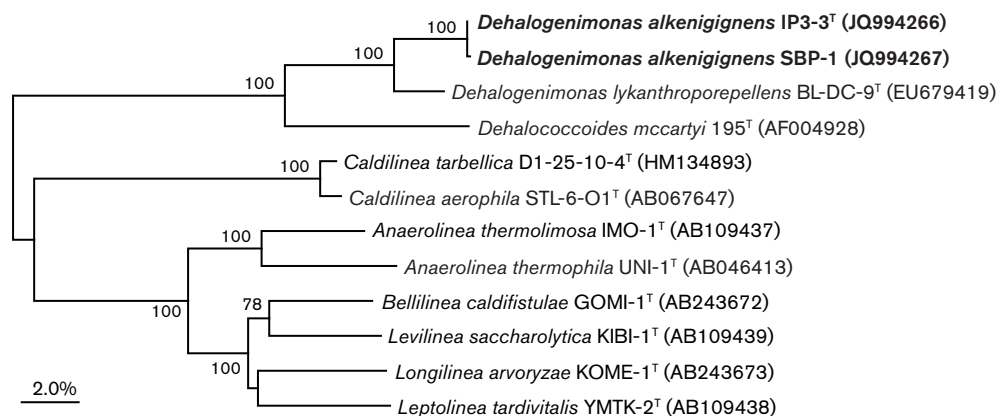 100
Dehalogenimonas alkenigignens IP3-3ᵀ (JQ994266)
100
Dehalogenimonas alkenigignens SBP-1 (JQ994267)
100
Dehalogenimonas lykanthroporepellens BL-DC-9ᵀ (EU679419)
Dehalococcoides mccartyi 195ᵀ (AF004928)
100
Caldilinea tarbellica D1-25-10-4ᵀ (HM134893)
Caldilinea aerophila STL-6-O1ᵀ (AB067647)
100
Anaerolinea thermolimosa IMO-1ᵀ (AB109437)
Anaerolinea thermophila UNI-1ᵀ (AB046413)
100
78
Bellilinea caldifistulae GOMI-1ᵀ (AB243672)
Levilinea saccharolytica KIBI-1ᵀ (AB109439)
100
Longilinea arvoryzae KOME-1ᵀ (AB243673)
2.0%
Leptolinea tardivitalis YMTK-2ᵀ (AB109438)